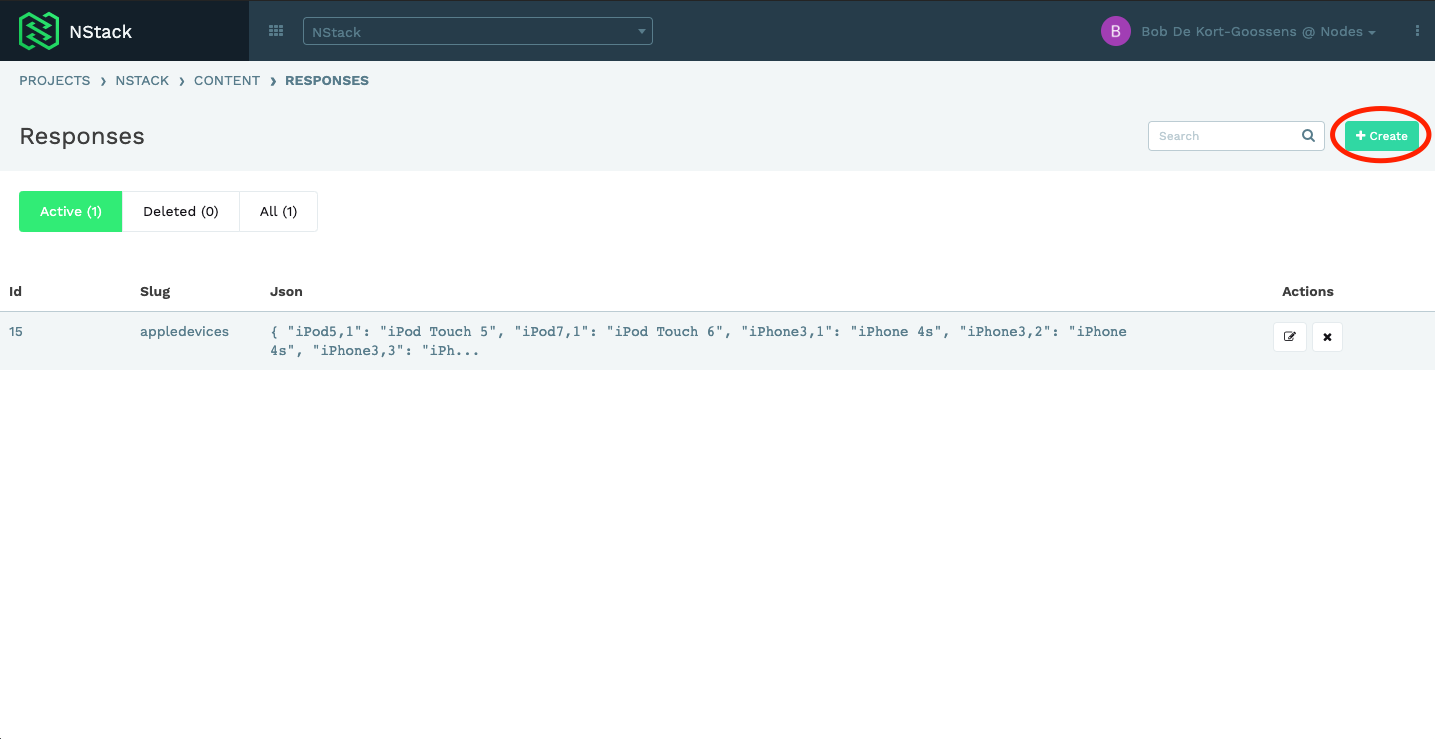 NStack
NStack
B
Bob De Kort-Goossens @ Nodes
PROJECTS › NSTACK › CONTENT › RESPONSES
Responses
Search
+ Create
Active (1)
Deleted (0)
All (1)
Id Slug Json Actions
15 appledevices { "iPod5,1": "iPod Touch 5", "iPod7,1": "iPod Touch 6", "iPhone3,1": "iPhone 4s", "iPhone3,2": "iPhone
4s", "iPhone3,3": "iPh...